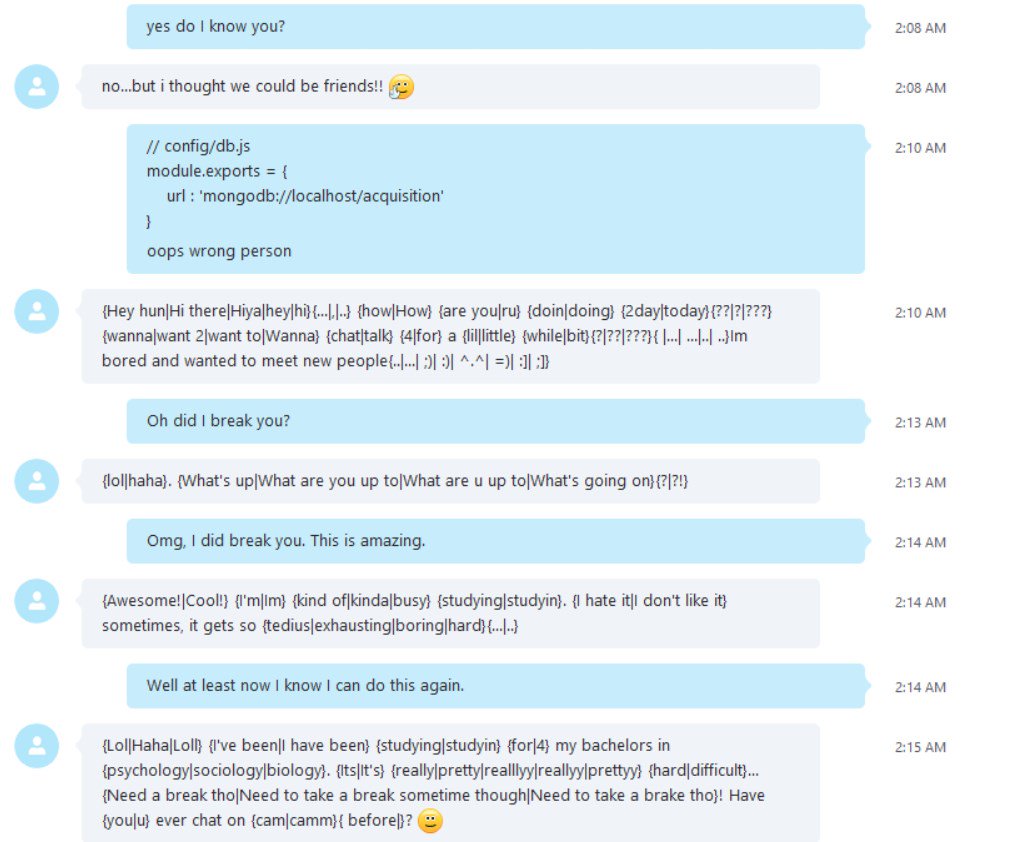 yes do I know you?
2:08 AM
no...but i thought we could be friends!!
2:08 AM
// config/db.js
2:10 AM
module.exports = {
url : 'mongodb://localhost/acquisition'
}
oops wrong person
{Hey hun|Hi there|Hiya|hey|hi}{...|,|..} {how|How} {are you|ru} {doin|doing} {2day|today}{??|?|???}
2:10 AM
{wanna|want 2|want to|Wanna} {chat|talk} {4|for} a {lil|little} {while|bit}{?|??|???}{ |...| ...|..| ..}Im
bored and wanted to meet new people{..|...| ;)| :)| ^.^| =)| :]| ;]}
Oh did I break you?
2:13 AM
{lol|haha}. {What's up|What are you up to|What are u up to|What's going on}{?|?!}
2:13 AM
Omg, I did break you. This is amazing.
2:14 AM
{Awesome!|Cool!} {I'm|Im} {kind of|kinda|busy} {studying|studyin}. {I hate it|I don't like it}
2:14 AM
sometimes, it gets so {tedius|exhausting|boring|hard}{...|..}
Well at least now I know I can do this again.
2:14 AM
{Lol|Haha|Loll} {I've been|I have been} {studying|studyin} {for|4} my bachelors in
2:15 AM
{psychology|sociology|biology}. {Its|It's} {really|pretty|realllyy|reallyy|prettyy} {hard|difficult}...
{Need a break tho|Need to take a break sometime though|Need to take a brake tho}! Have
{you|u} ever chat on {cam|camm}{ before|}?